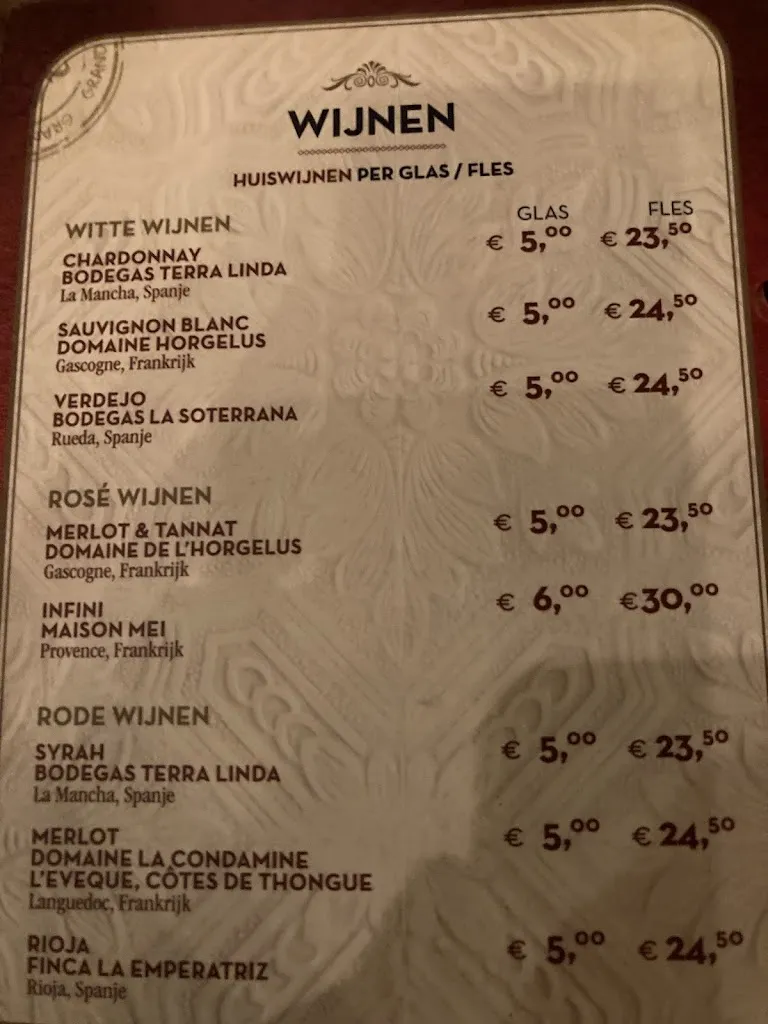 GRAND
GRA
WIJNEN
HUISWIJNEN PER GLAS / FLES
GLAS FLES
WITTE WIJNEN
CHARDONNAY € 5,00 € 23,50
BODEGAS TERRA LINDA
La Mancha, Spanje
SAUVIGNON BLANC € 5,00 € 24,50
DOMAINE HORGELUS
Gascogne, Frankrijk
VERDEJO € 5,00 € 24,50
BODEGAS LA SOTERRANA
Rueda, Spanje
ROSÉ WIJNEN
MERLOT & TANNAT € 5,00 € 23,50
DOMAINE DE L'HORGELUS
Gascogne, Frankrijk
INFINI € 6,00 €30,00
MAISON MEI
Provence, Frankrijk
RODE WIJNEN
SYRAH € 5,00 € 23,50
BODEGAS TERRA LINDA
La Mancha, Spanje
MERLOT € 5,00 € 24,50
DOMAINE LA CONDAMINE
L'EVEQUE, CÔTES DE THONGUE
Languedoc, Frankrijk
RIOJA € 5,00 € 24,50
FINCA LA EMPERATRIZ
Rioja, Spanje